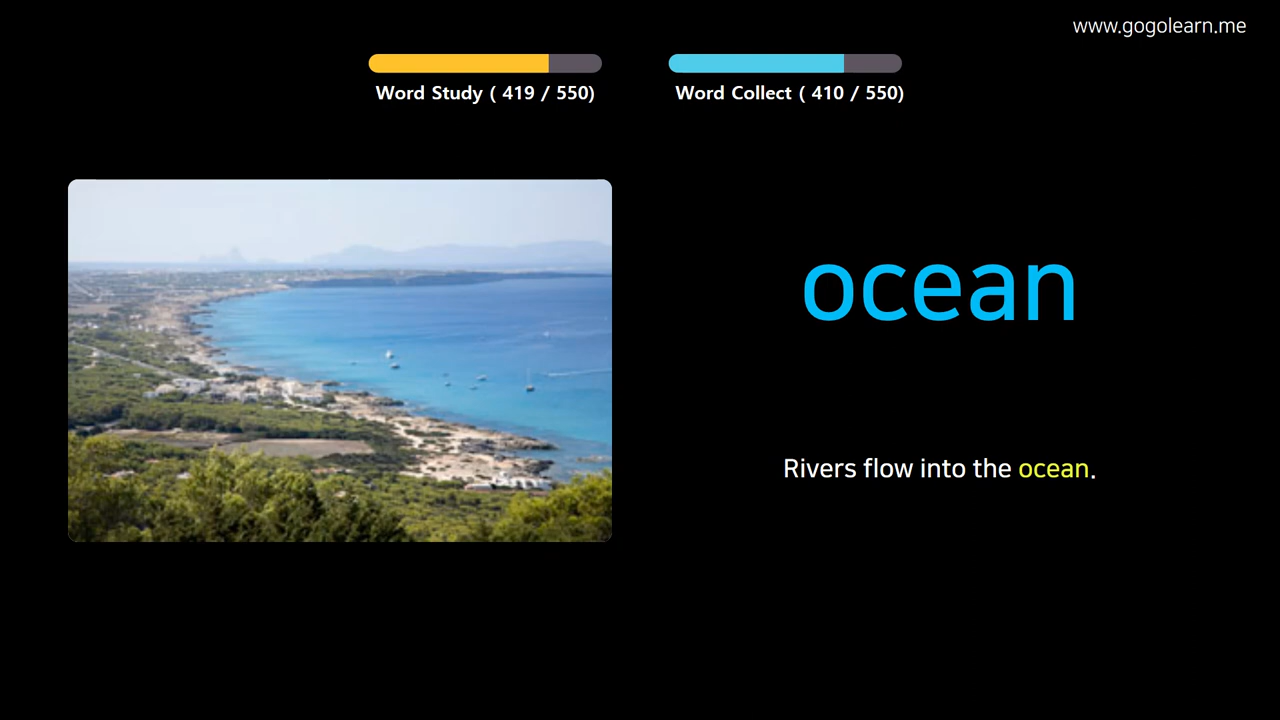 www.gogolearn.me
Word Study ( 419 / 550)
Word Collect ( 410 / 550)
ocean
Rivers flow into the ocean.